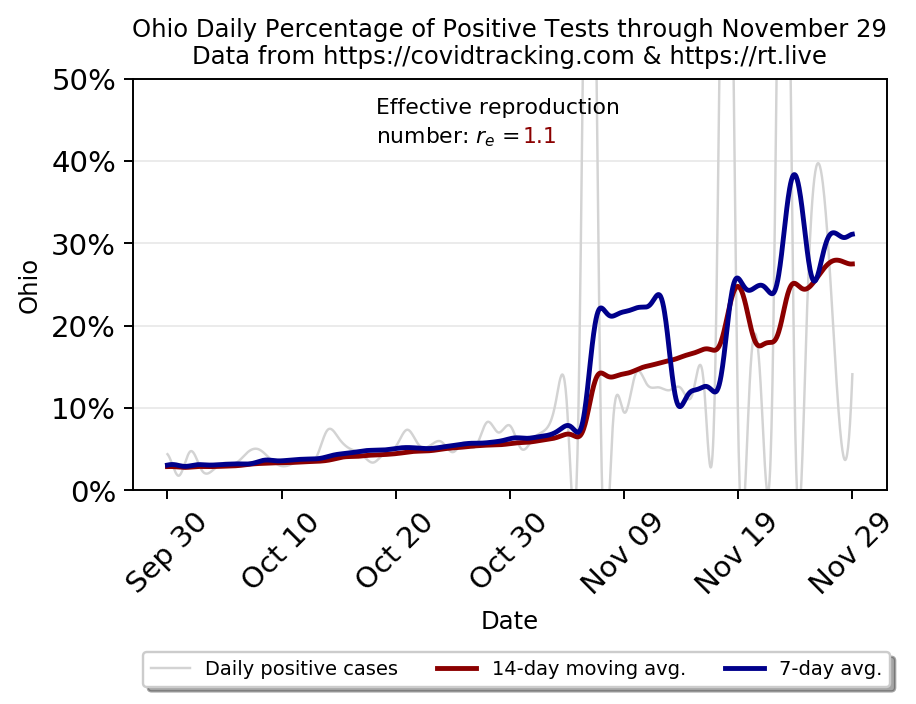 Ohio Daily Percentage of Positive Tests through November 29
Data from https://covidtracking.com & https://rt.live
50%
40%
30%
20%
10%
0%
Ohio
Effective reproduction
number: rₑ =1.1
Sep 30
Oct 10
Oct 20
Oct 30
Nov 09
Nov 19
Nov 29
Date
Daily positive cases
14-day moving avg.
7-day avg.